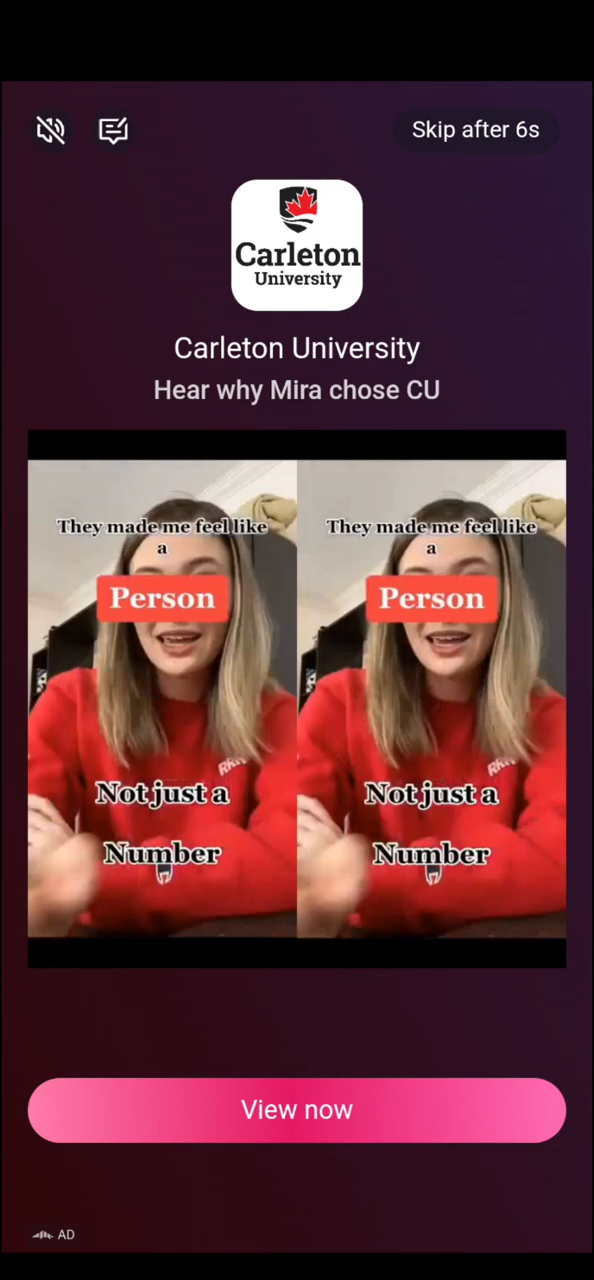 Skip after 6s
Carleton
University
Carleton University
Hear why Mira chose CU
They made me feel like
a
Person
Not just a
Number
They made me feel like
a
Person
Not just a
Number
View now
AD